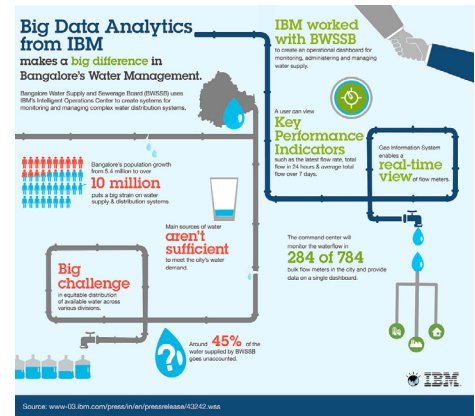 Big Data Analytics
from IBM
makes a big difference in
Bangalore's Water Management.
Bangalore Water Supply and Sewerage Board (BWSSB) uses
IBM's Intelligent Operations Center to create systems for
monitoring and managing complex water distribution systems.
Bangalore's population growth
from 5.4 million to over
10 million
puts a big strain on water
supply & distribution systems.
Main sources of water
aren't
sufficient
to meet the city's water
demand.
Big
challenge
in equitable distribution
of available water across
various divisions.
Around 45% of the
water supplied by BWSSB
goes unaccounted.
IBM worked
with BWSSB
to create an operational dashboard for
monitoring, administering and managing
water supply.
A user can view
Key
Performance
Indicators
such as the latest flow rate, total
flow in 24 hours & average total
flow over 7 days.
Geo Information System
enables a
real-time
view of flow meters.
The command center will
monitor the waterflow in
284 of 784
bulk flow meters in the city and provide
data on a single dashboard.
IBM
Source: www-03.ibm.com/press/in/en/pressrelease/43242.wss